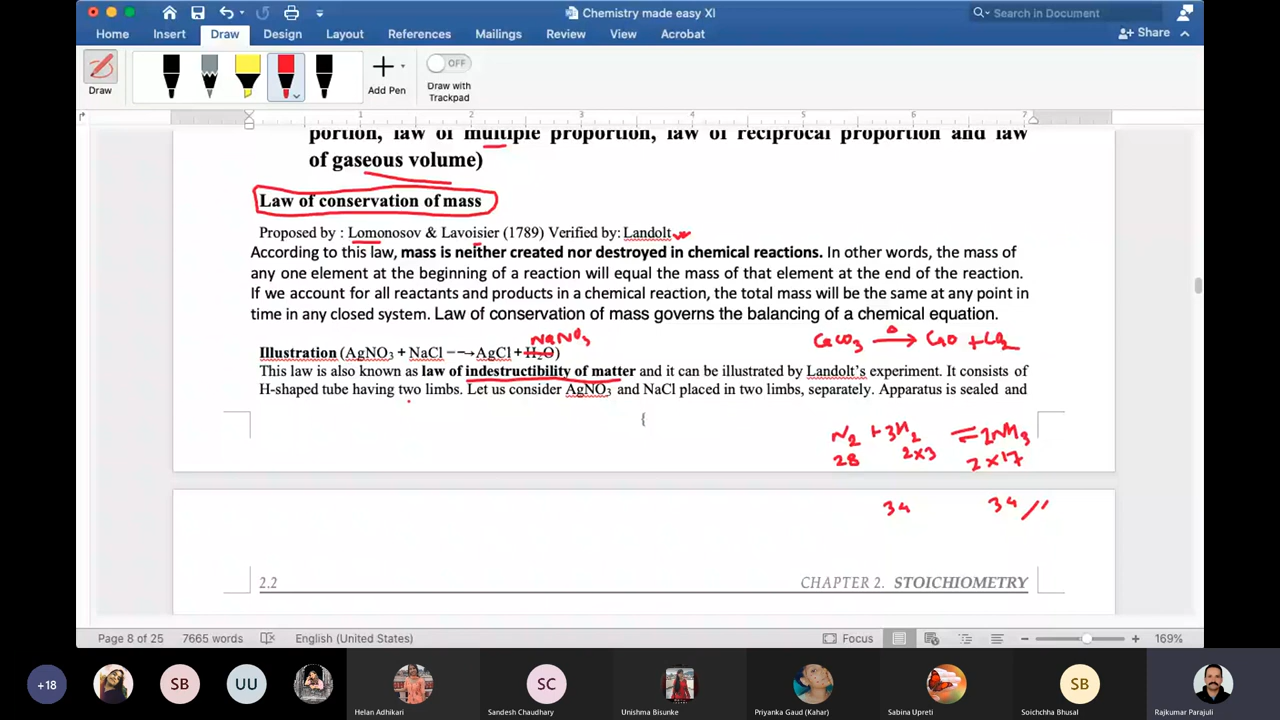 Chemistry made easy XI
Search in Document
Home Insert Draw Design Layout References Mailings Review View Acrobat
Share
OFF
Draw
Add Pen
Draw with
Trackpad
1 2 3 4 5 6 7
portion, law of multiple proportion, law of reciprocal proportion and law
of gaseous volume)
Law of conservation of mass
Proposed by : Lomonosov & Lavoisier (1789) Verified by: Landolt
According to this law, mass is neither created nor destroyed in chemical reactions. In other words, the mass of
any one element at the beginning of a reaction will equal the mass of that element at the end of the reaction.
If we account for all reactants and products in a chemical reaction, the total mass will be the same at any point in
time in any closed system. Law of conservation of mass governs the balancing of a chemical equation.
NaNO₃
CaCO₃ →Δ CaO + CO₂
Illustration (AgNO₃ + NaCl −−→AgCl + H₂O)
This law is also known as law of indestructibility of matter and it can be illustrated by Landolt's experiment. It consists of
H-shaped tube having two limbs. Let us consider AgNO₃ and NaCl placed in two limbs, separately. Apparatus is sealed and
N₂ + 3H₂ ⇌ 2NH₃
28 2×3 2×17
34 34 //
2.2 CHAPTER 2. STOICHIOMETRY
Page 8 of 25 7665 words English (United States) Focus 169%
+18 SB UU SC SB
Helan Adhikari Sandesh Chaudhary Unishma Bisunke Priyanka Gaud (Kahar) Sabina Upreti Soichchha Bhusal Rajkumar Parajuli